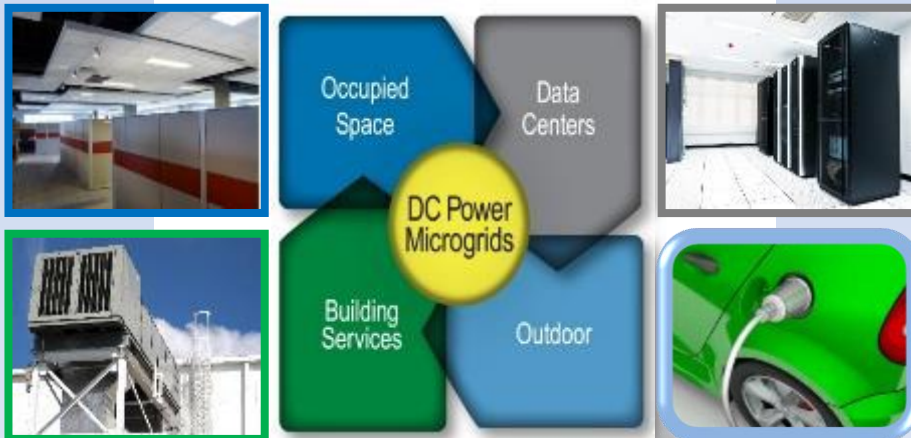 Occupied
Space
Data
Centers
DC Power
Microgrids
Building
Services
Outdoor